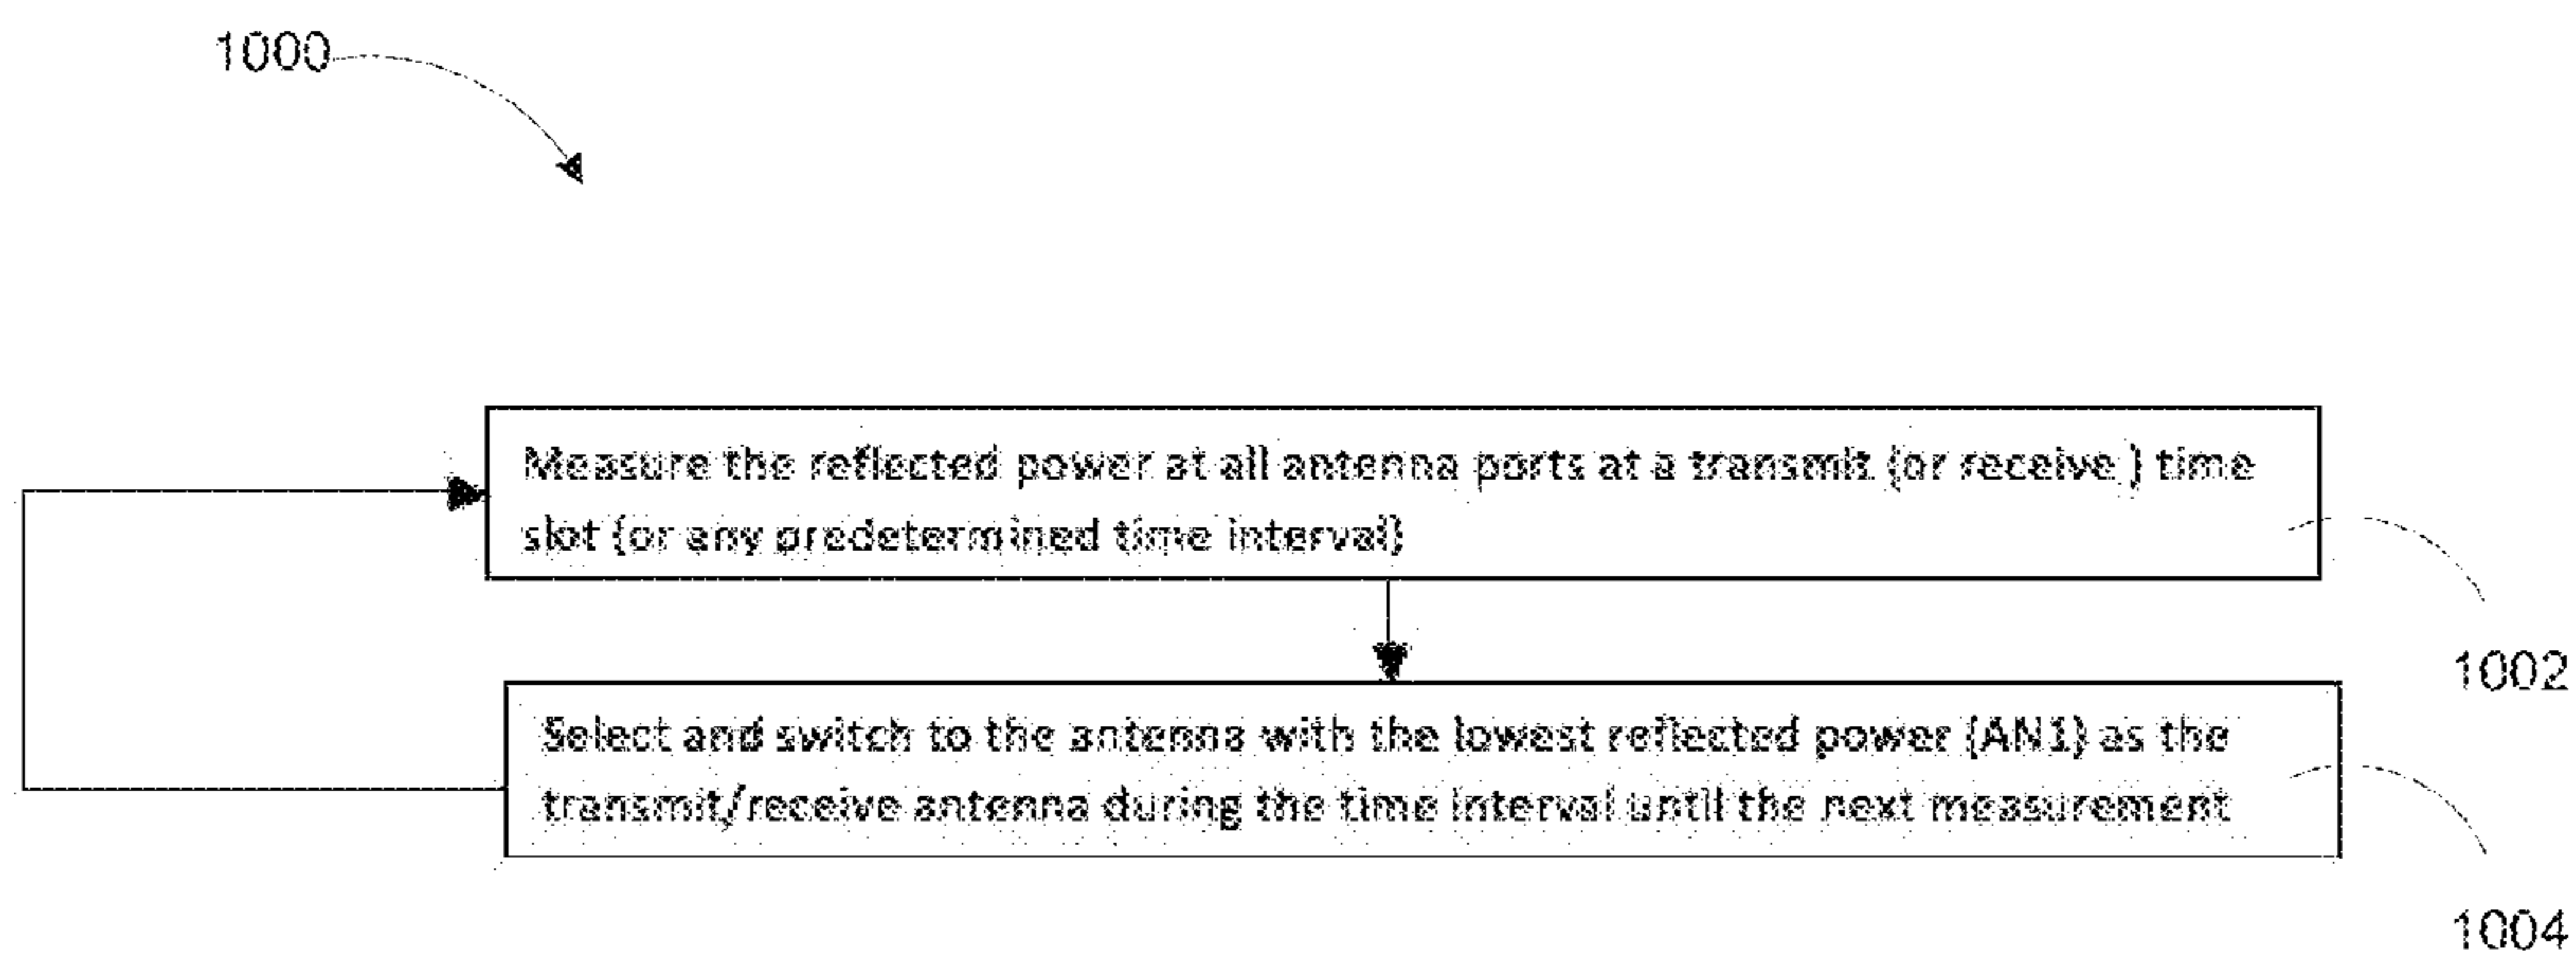 1000
Measure the reflected power at all antenna ports at a transmit (or receive ) time
slot (or any predetermined time interval)
1002
Select and switch to the antenna with the lowest reflected power (AN1) as the
transmit/receive antenna during the time interval until the next measurement
1004